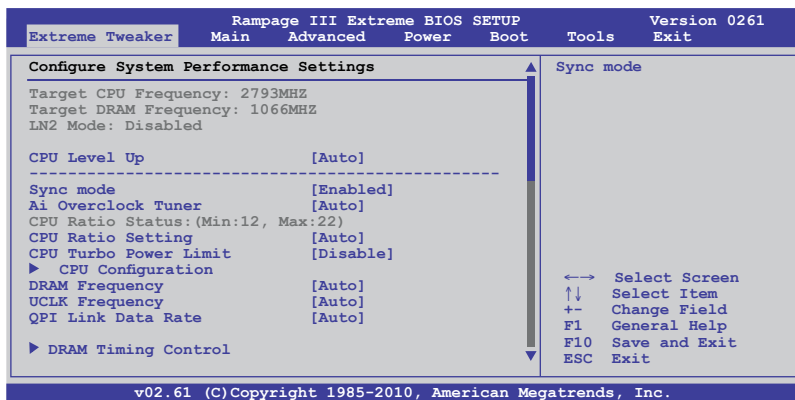 Rampage III Extreme BIOS SETUP Version 0261
Extreme Tweaker Main Advanced Power Boot Tools Exit
Configure System Performance Settings
Target CPU Frequency: 2793MHZ
Target DRAM Frequency: 1066MHZ
LN2 Mode: Disabled
CPU Level Up [Auto]
--------------------------------------------------
Sync mode [Enabled]
Ai Overclock Tuner [Auto]
CPU Ratio Status:(Min:12, Max:22)
CPU Ratio Setting [Auto]
CPU Turbo Power Limit [Disable]
▶ CPU Configuration
DRAM Frequency [Auto]
UCLK Frequency [Auto]
QPI Link Data Rate [Auto]
▶ DRAM Timing Control
Sync mode
←→ Select Screen
↑↓ Select Item
+- Change Field
F1 General Help
F10 Save and Exit
ESC Exit
v02.61 (C)Copyright 1985-2010, American Megatrends, Inc.